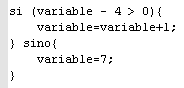 si (variable - 4 > 0){
variable=variable+1;
} sino{
variable=7;
}